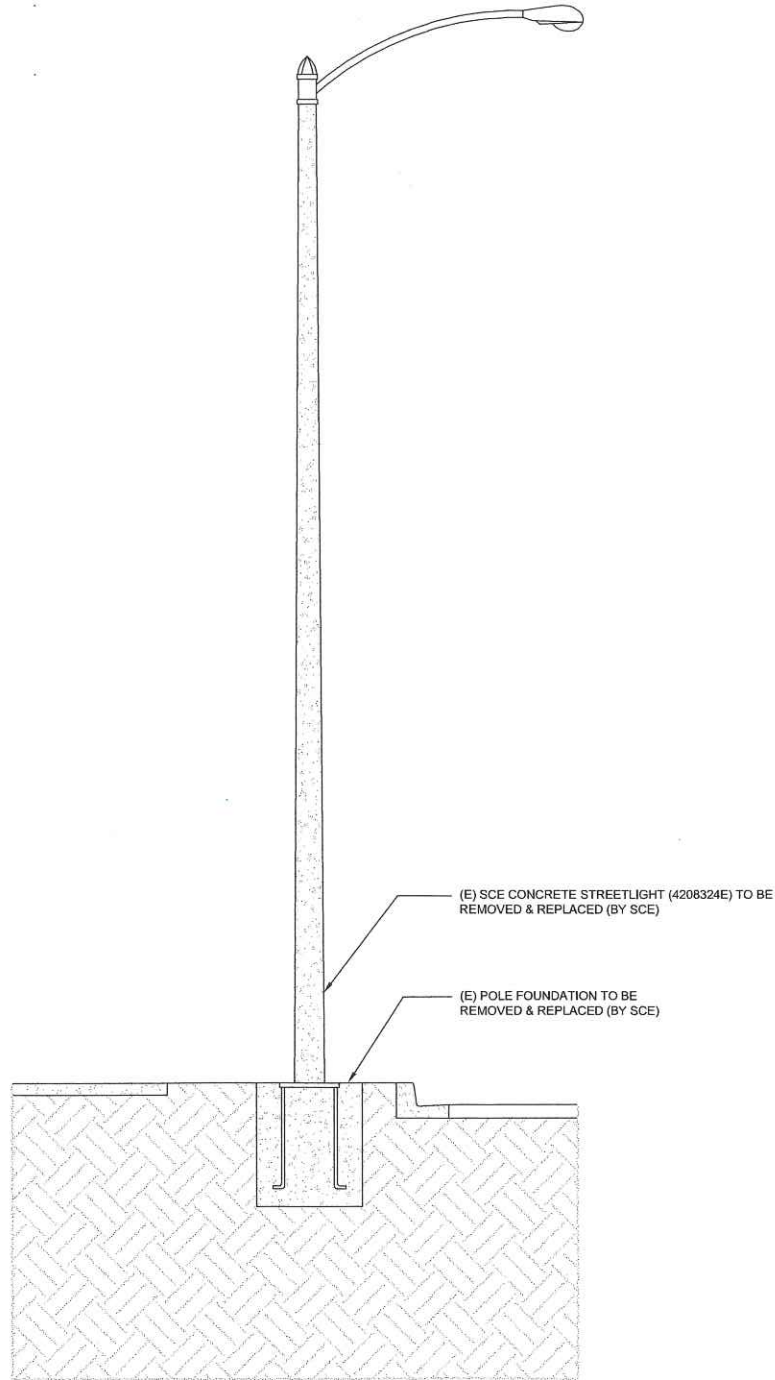 (E) SCE CONCRETE STREETLIGHT (4208324E) TO BE
REMOVED & REPLACED (BY SCE)
(E) POLE FOUNDATION TO BE
REMOVED & REPLACED (BY SCE)